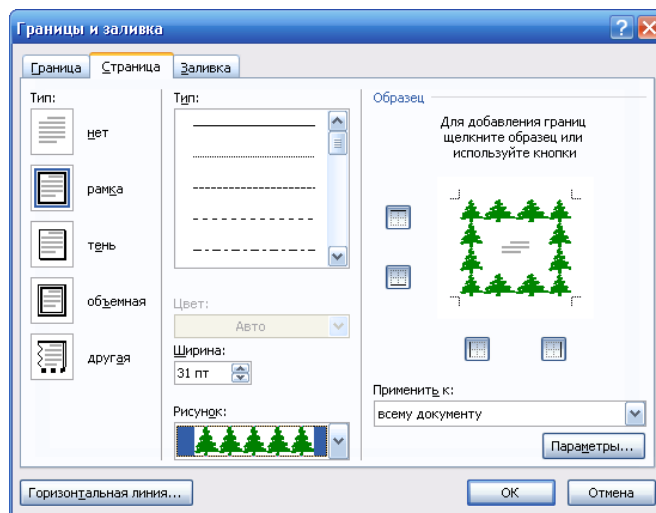 Границы и заливка
Граница
Страница
Заливка
Тип:
нет
рамка
тень
объемная
другая
Тип:
Цвет:
Авто
Ширина:
31 пт
Рисунок:
Образец
Для добавления границ
щелкните образец или
используйте кнопки
Применить к:
всему документу
Параметры...
Горизонтальная линия...
ОК
Отмена